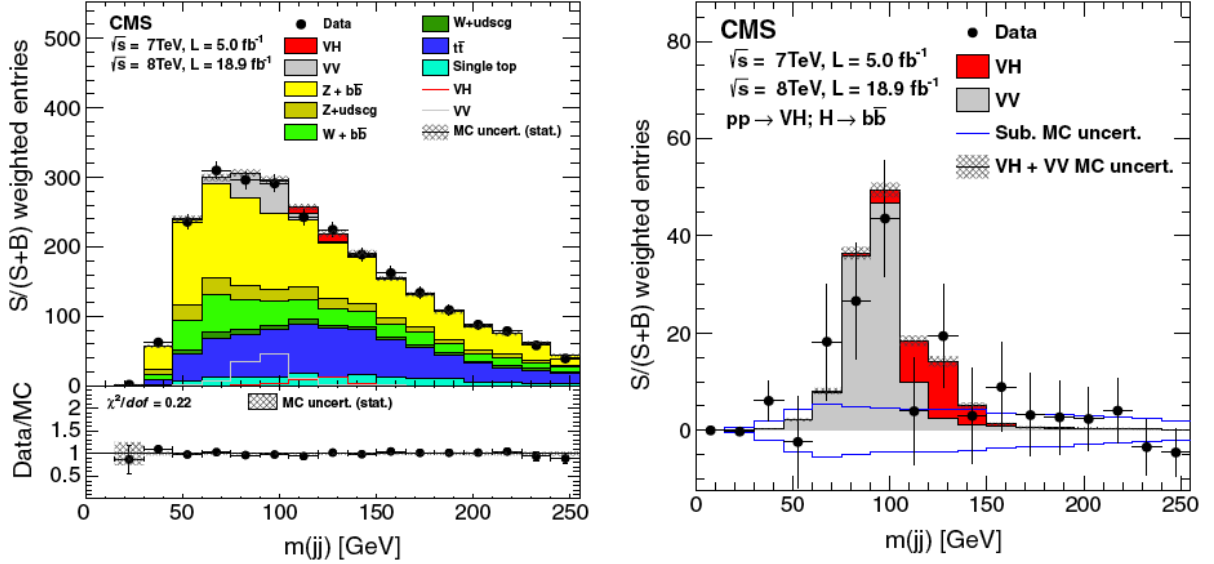 CMS
√s = 7TeV, L = 5.0 fb⁻¹
√s = 8TeV, L = 18.9 fb⁻¹
Data
VH
VV
Z + bb̅
Z+udscg
W + bb̅
W+udscg
tt̅
Single top
VH
VV
MC uncert. (stat.)
S/(S+B) weighted entries
500
400
300
200
100
0
χ²/dof = 0.22
MC uncert. (stat.)
Data/MC
2
1.5
1
0.5
0 50 100 150 200 250
m(jj) [GeV]
CMS
√s = 7TeV, L = 5.0 fb⁻¹
√s = 8TeV, L = 18.9 fb⁻¹
pp → VH; H → bb̅
Data
VH
VV
Sub. MC uncert.
VH + VV MC uncert.
S/(S+B) weighted entries
80
60
40
20
0
0 50 100 150 200 250
m(jj) [GeV]